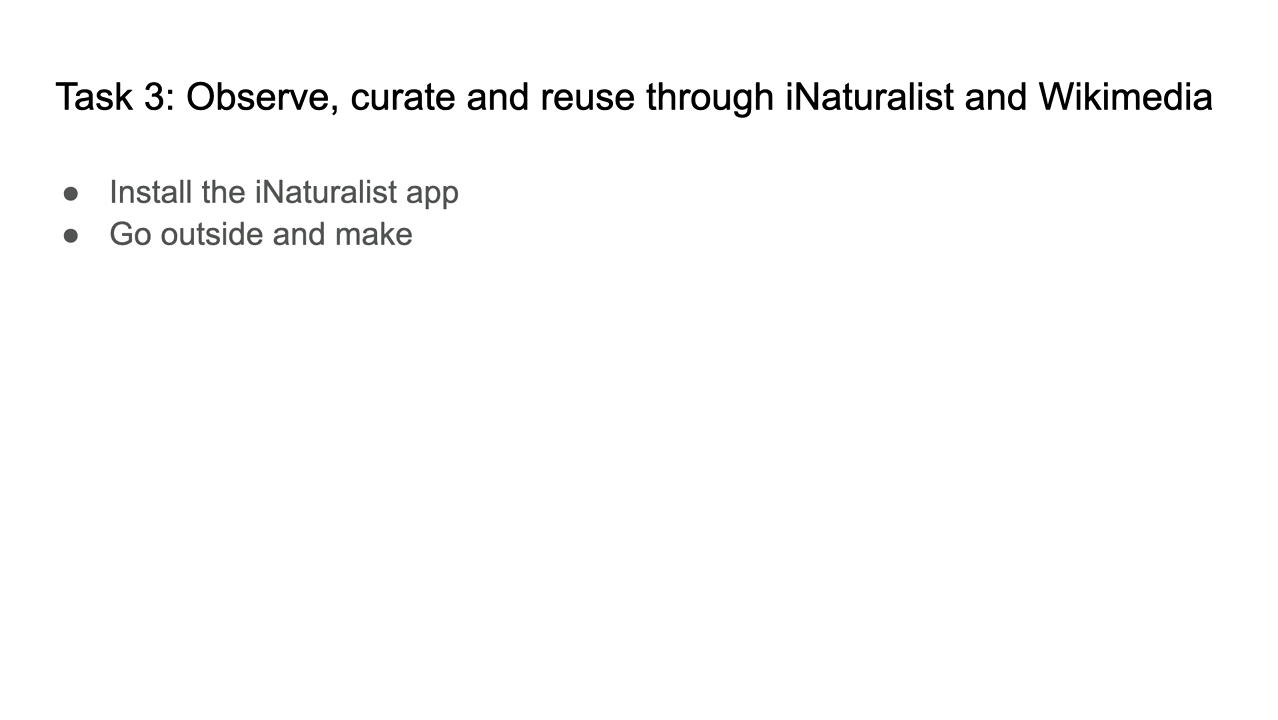 Task 3: Observe, curate and reuse through iNaturalist and Wikimedia
● Install the iNaturalist app
● Go outside and make